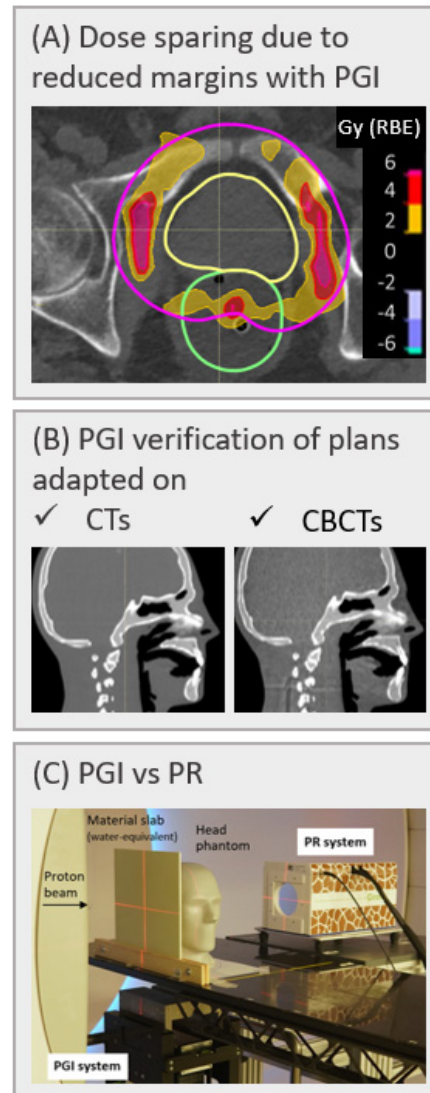 (A) Dose sparing due to
reduced margins with PGI
Gy (RBE)
6
4
2
0
-2
-4
-6
(B) PGI verification of plans
adapted on
✓ CTs ✓ CBCTs
(C) PGI vs PR
Material slab
(water-equivalent)
Head
phantom
PR system
Proton
beam
PGI system